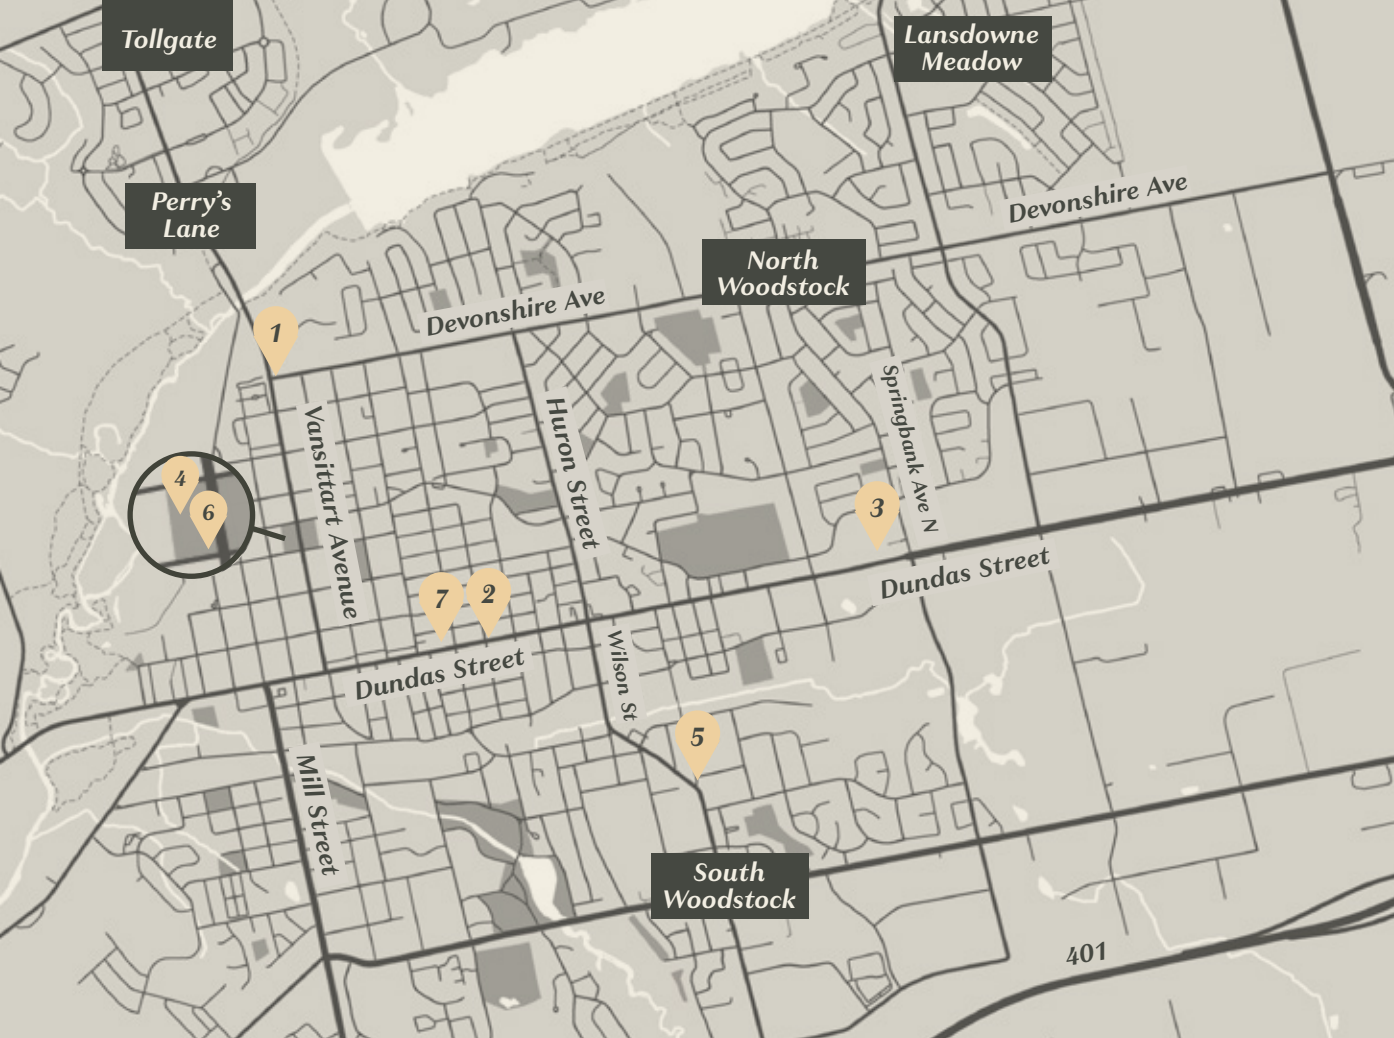 Tollgate
Lansdowne
Meadow
Perry's
Lane
Devonshire Ave
North
Woodstock
Devonshire Ave
1
Vansittart Avenue
Huron Street
Springbank Ave N
4
6
3
Dundas Street
7
2
Dundas Street
Wilson St
5
Mill Street
South
Woodstock
401